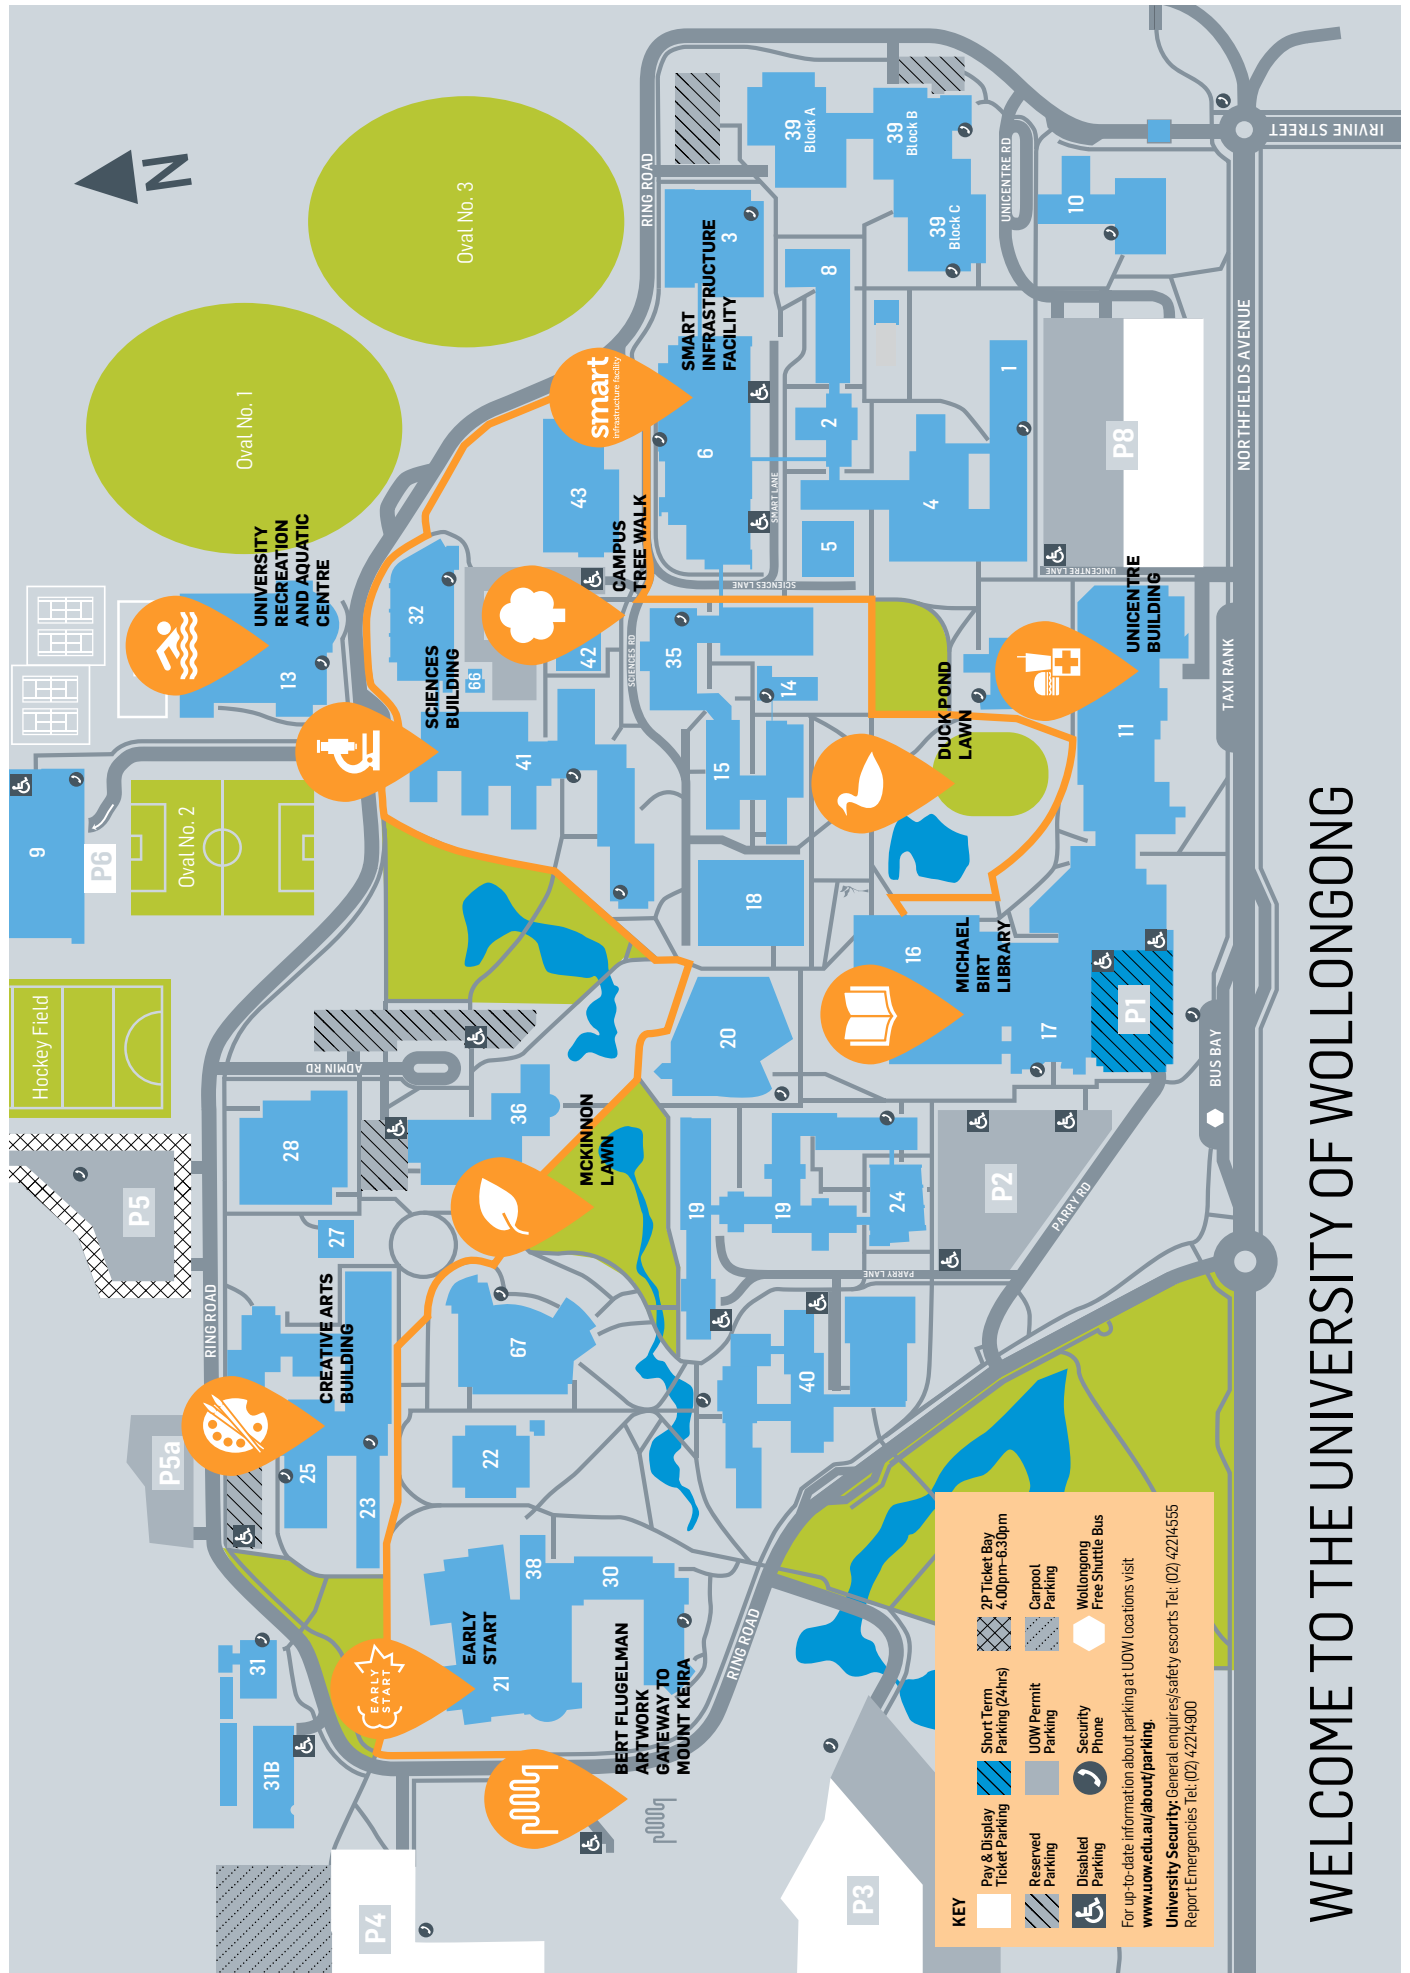 WELCOME TO THE UNIVERSITY OF WOLLONGONG
N
Hockey Field
9
P6
Oval No. 2
UNIVERSITY
RECREATION
AND AQUATIC
CENTRE
13
Oval No. 1
Oval No. 3
P5
P5a
RING ROAD
ADMIN RD
28
27
CREATIVE ARTS
BUILDING
25
23
31
31B
P4
EARLY
START
EARLY
START
21
38
30
22
67
36
MCKINNON
LAWN
SCIENCES
BUILDING
32
66
41
42
43
CAMPUS
TREE WALK
smart
infrastructure facility
SMART
INFRASTRUCTURE
FACILITY
RING ROAD
3
6
SMART LANE
SCIENCES LANE
SCIENCES RD
35
14
15
18
20
19
19
24
PARRY LANE
40
BERT FLUGELMAN
ARTWORK
GATEWAY TO
MOUNT KEIRA
RING ROAD
P3
P2
PARRY RD
16
MICHAEL
BIRT
LIBRARY
17
P1
DUCK POND
LAWN
11
UNICENTRE
BUILDING
UNICENTRE LANE
5
4
2
8
1
39
Block A
39
Block B
39
Block C
UNICENTRE RD
10
P8
BUS BAY
TAXI RANK
NORTHFIELDS AVENUE
IRVINE STREET
KEY
Pay & Display
Ticket Parking
Short Term
Parking (24hrs)
2P Ticket Bay
4.00pm–6.30pm
Reserved
Parking
UOW Permit
Parking
Carpool
Parking
Disabled
Parking
Security
Phone
Wollongong
Free Shuttle Bus
For up-to-date information about parking at UOW locations visit
www.uow.edu.au/about/parking.
University Security: General enquires/safety escorts Tel: (02) 42214555
Report Emergencies Tel: (02) 42214900